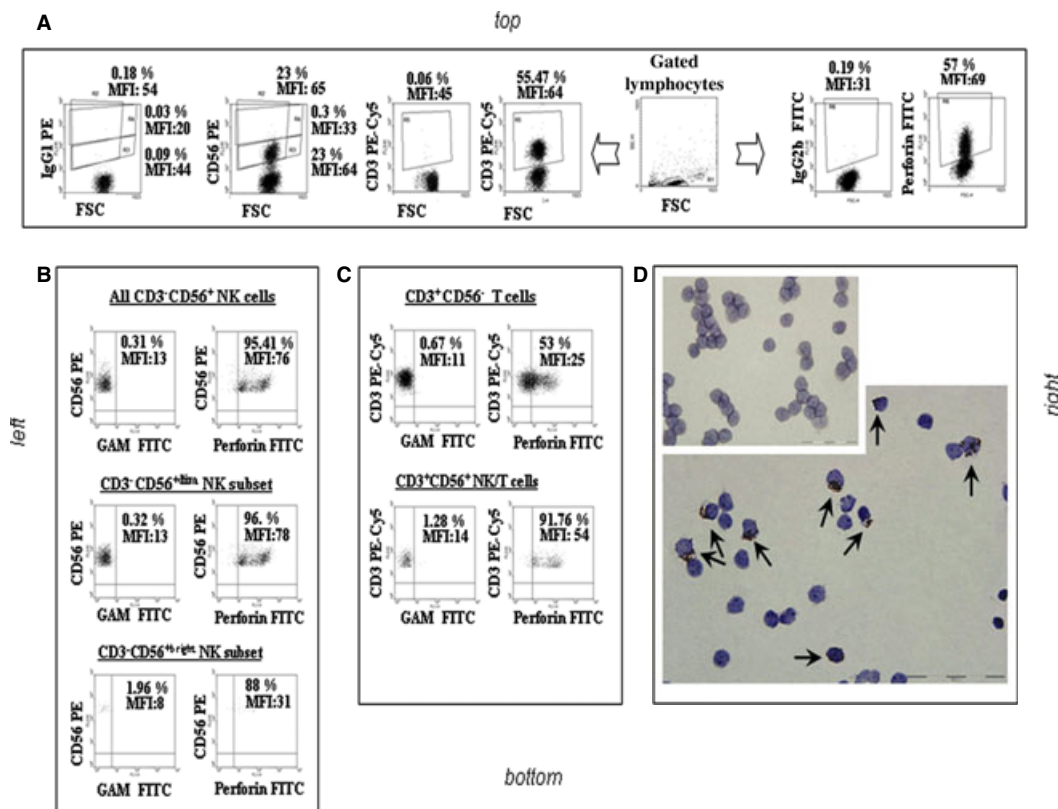 top
A
0.18 %
MFI: 54
0.03 %
MFI:20
0.09 %
MFI:44
IgG1 PE
FSC
23 %
MFI: 65
0.3 %
MFI:33
23 %
MFI:64
CD56 PE
FSC
0.06 %
MFI:45
CD3 PE-Cy5
FSC
55.47 %
MFI:64
CD3 PE-Cy5
FSC
Gated
lymphocytes
FSC
0.19 %
MFI:31
IgG2b FITC
57 %
MFI:69
Perforin FITC
left
right
B
All CD3-CD56+ NK cells
0.31 %
MFI:13
CD56 PE
GAM FITC
95.41 %
MFI:76
CD56 PE
Perforin FITC
CD3-CD56+dim NK subset
0.32 %
MFI:13
CD56 PE
GAM FITC
96. %
MFI:78
CD56 PE
Perforin FITC
CD3-CD56+bright NK subset
1.96 %
MFI:8
CD56 PE
GAM FITC
88 %
MFI:31
CD56 PE
Perforin FITC
C
CD3+CD56- T cells
0.67 %
MFI:11
CD3 PE-Cy5
GAM FITC
53 %
MFI:25
CD3 PE-Cy5
Perforin FITC
CD3+CD56+ NK/T cells
1.28 %
MFI:14
CD3 PE-Cy5
GAM FITC
91.76 %
MFI: 54
CD3 PE-Cy5
Perforin FITC
D
bottom